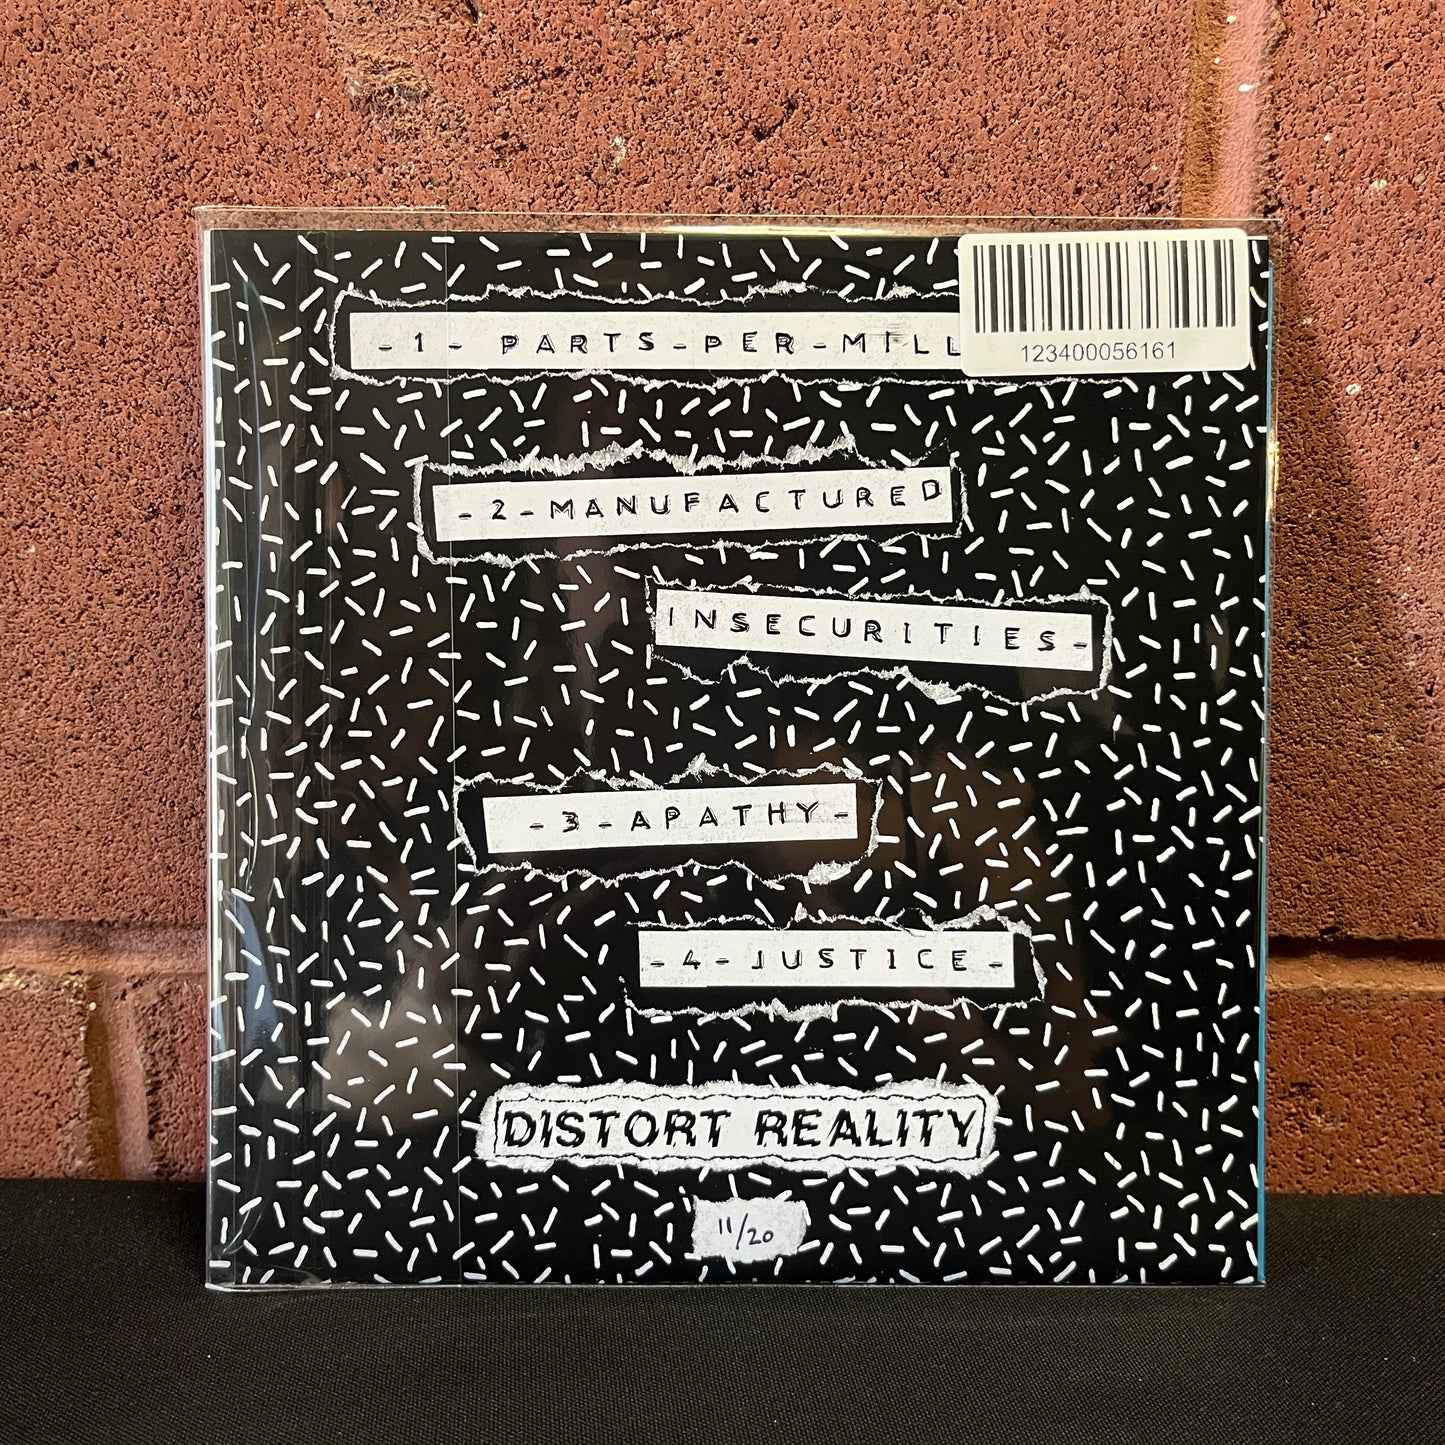 - 1 - PARTS-PER-MILL
123400056161
- 2 - MANUFACTURED
INSECURITIES -
- 3 - APATHY -
- 4 - JUSTICE -
DISTORT REALITY
11/20